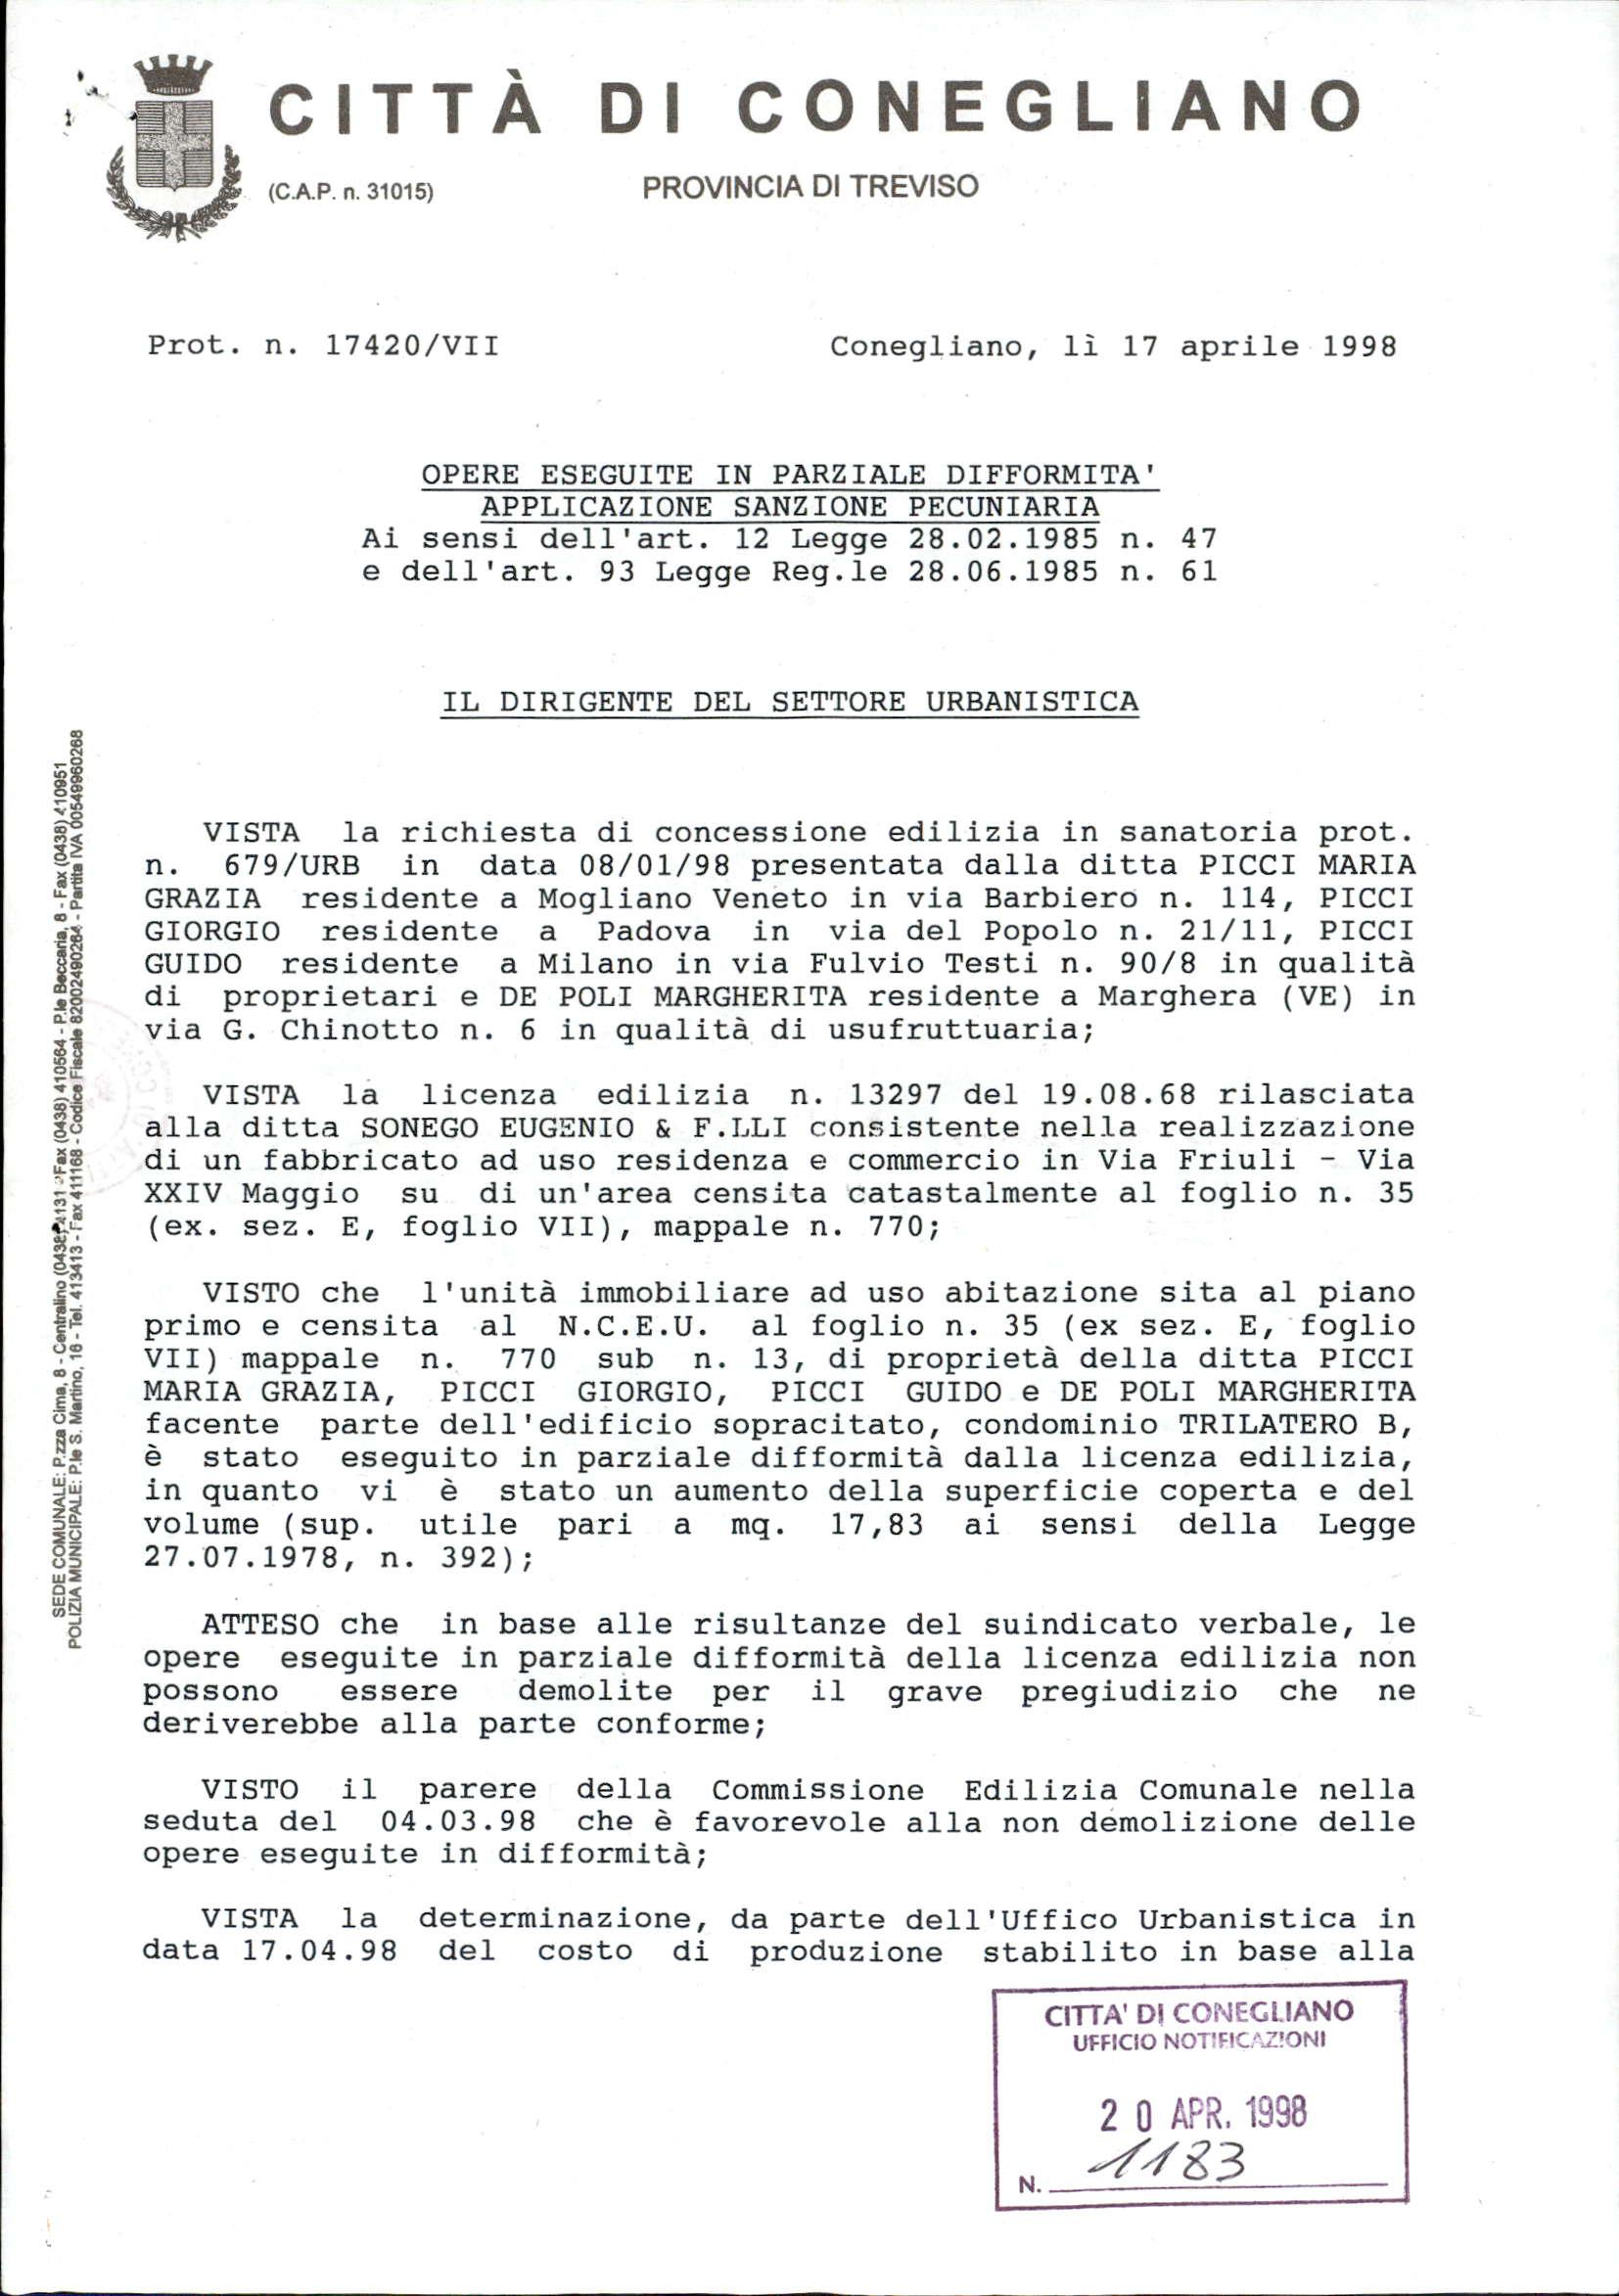 CITTÀ DI CONEGLIANO
(C.A.P. n. 31015)
PROVINCIA DI TREVISO
Prot. n. 17420/VII
Conegliano, lì 17 aprile 1998
OPERE ESEGUITE IN PARZIALE DIFFORMITA'
APPLICAZIONE SANZIONE PECUNIARIA
Ai sensi dell'art. 12 Legge 28.02.1985 n. 47
e dell'art. 93 Legge Reg.le 28.06.1985 n. 61
IL DIRIGENTE DEL SETTORE URBANISTICA
VISTA la richiesta di concessione edilizia in sanatoria prot.
n. 679/URB in data 08/01/98 presentata dalla ditta PICCI MARIA
GRAZIA residente a Mogliano Veneto in via Barbiero n. 114, PICCI
GIORGIO residente a Padova in via del Popolo n. 21/11, PICCI
GUIDO residente a Milano in via Fulvio Testi n. 90/8 in qualità
di proprietari e DE POLI MARGHERITA residente a Marghera (VE) in
via G. Chinotto n. 6 in qualità di usufruttuaria;
VISTA la licenza edilizia n. 13297 del 19.08.68 rilasciata
alla ditta SONEGO EUGENIO & F.LLI consistente nella realizzazione
di un fabbricato ad uso residenza e commercio in Via Friuli - Via
XXIV Maggio su di un'area censita catastalmente al foglio n. 35
(ex. sez. E, foglio VII), mappale n. 770;
VISTO che l'unità immobiliare ad uso abitazione sita al piano
primo e censita al N.C.E.U. al foglio n. 35 (ex sez. E, foglio
VII) mappale n. 770 sub n. 13, di proprietà della ditta PICCI
MARIA GRAZIA, PICCI GIORGIO, PICCI GUIDO e DE POLI MARGHERITA
facente parte dell'edificio sopracitato, condominio TRILATERO B,
è stato eseguito in parziale difformità dalla licenza edilizia,
in quanto vi è stato un aumento della superficie coperta e del
volume (sup. utile pari a mq. 17,83 ai sensi della Legge
27.07.1978, n. 392);
ATTESO che in base alle risultanze del suindicato verbale, le
opere eseguite in parziale difformità della licenza edilizia non
possono essere demolite per il grave pregiudizio che ne
deriverebbe alla parte conforme;
VISTO il parere della Commissione Edilizia Comunale nella
seduta del 04.03.98 che è favorevole alla non demolizione delle
opere eseguite in difformità;
VISTA la determinazione, da parte dell'Uffico Urbanistica in
data 17.04.98 del costo di produzione stabilito in base alla
CITTA' DI CONEGLIANO
UFFICIO NOTIFICAZIONI
20 APR. 1998
N. 1183
SEDE COMUNALE: P.zza Cima, 8 - Centralino (0438) 4131 - Fax (0438) 410564 - P.le Beccaria, 8 - Fax (0438) 410951
POLIZIA MUNICIPALE: P.le S. Martino, 16 - Tel. 413413 - Fax 411168 - Codice Fiscale 82002490264 - Partita IVA 00549960268